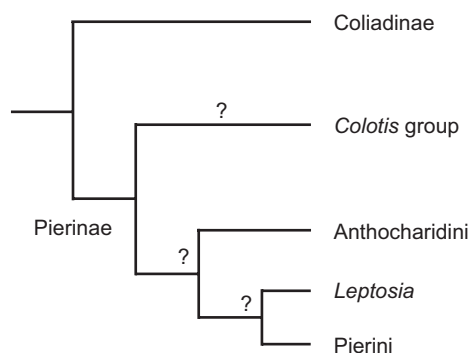 Coliadinae
?
Colotis group
Pierinae
Anthocharidini
?
Leptosia
?
Pierini